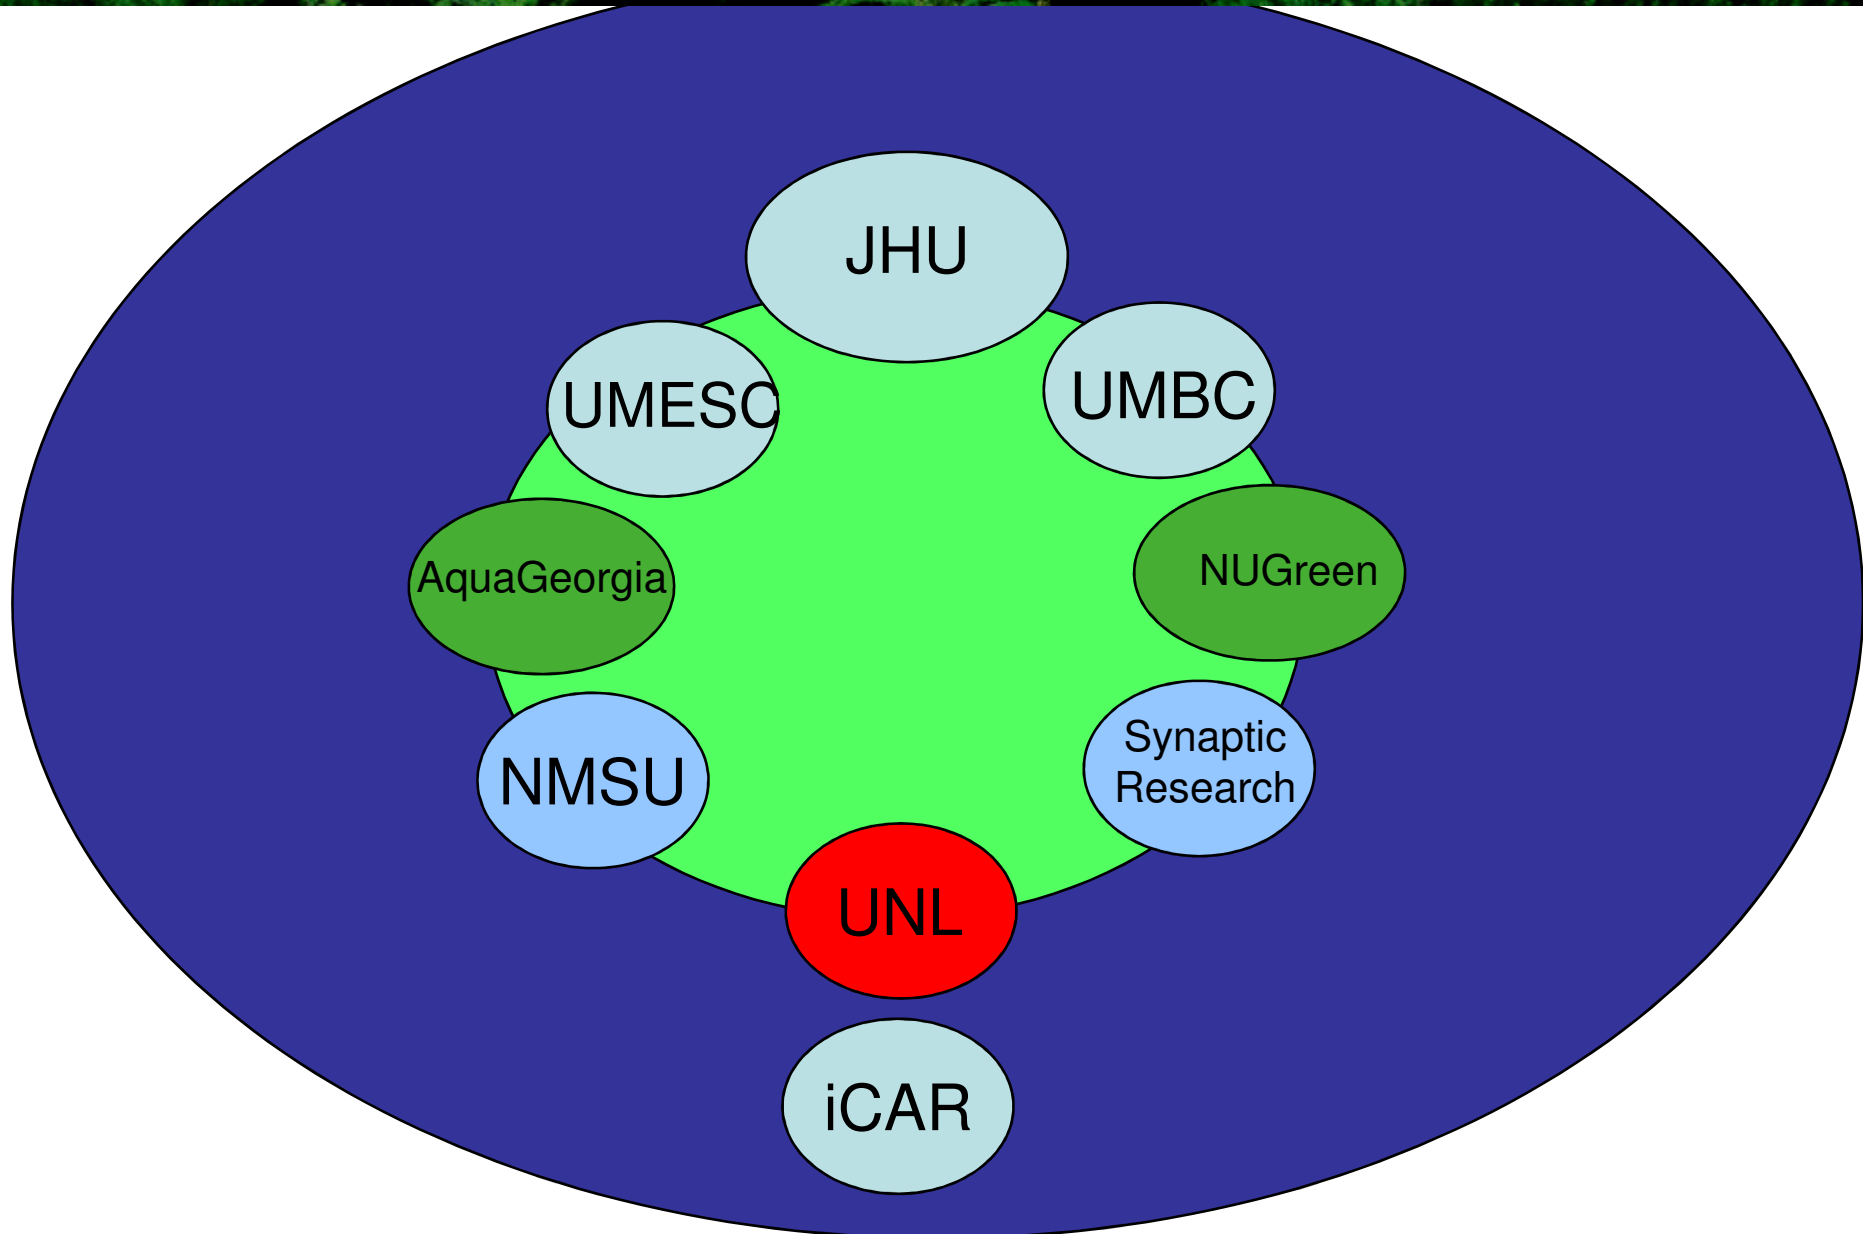 JHU
UMESC
UMBC
AquaGeorgia
NUGreen
NMSU
Synaptic
Research
UNL
iCAR